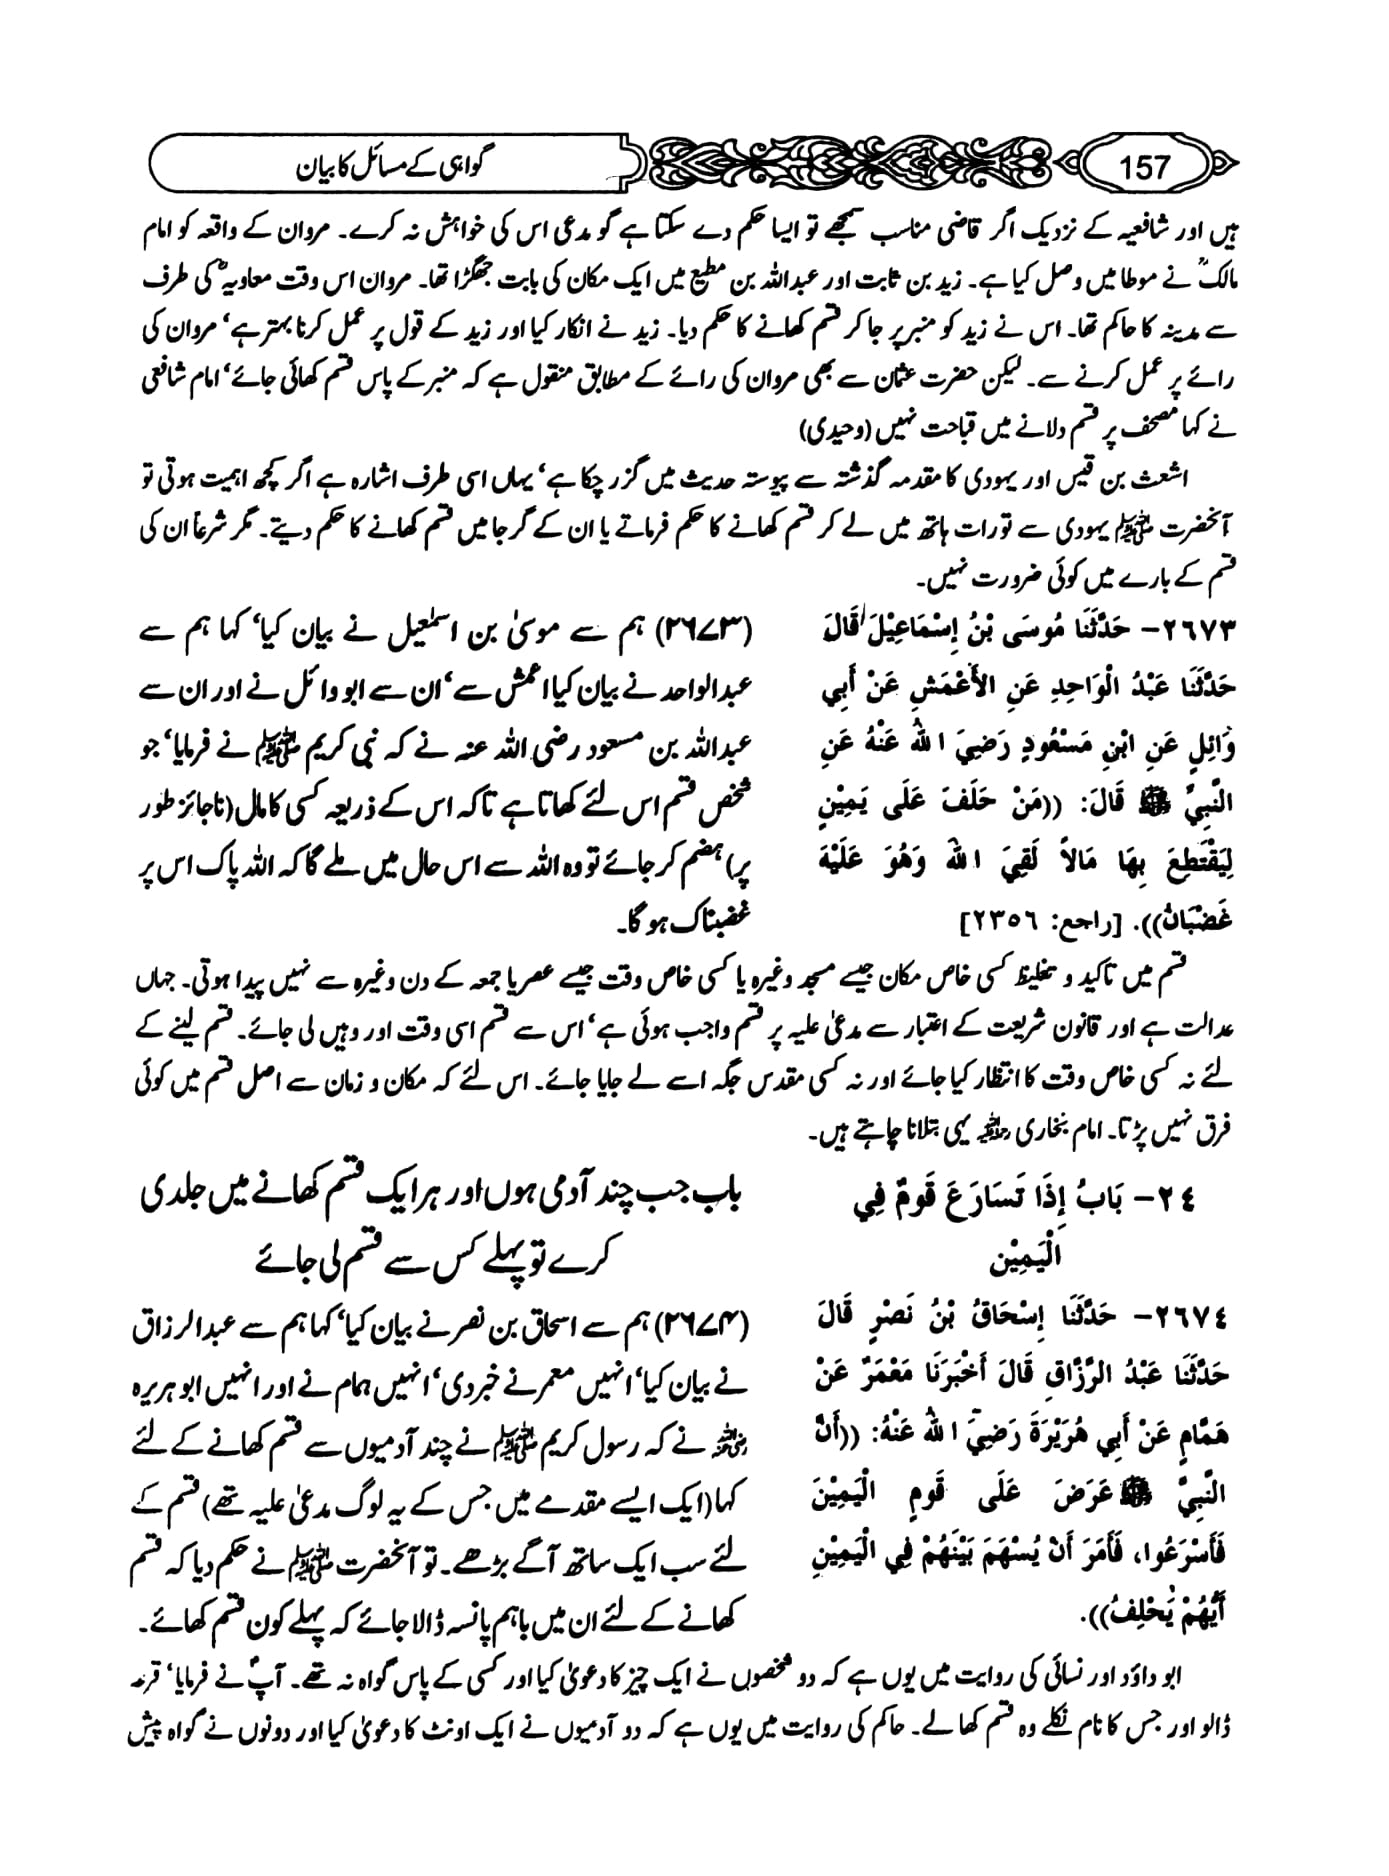 157
گواہی کے مسائل کا بیان
ہیں اور شافعیہ کے نزدیک اگر قاضی مناسب سمجھے تو ایسا حکم دے سکتا ہے گو مدعی اس کی خواہش نہ کرے۔ مروان کے واقعہ کو امام
مالکؒ نے موطا میں وصل کیا ہے۔ زید بن ثابت اور عبداللہ بن مطیع میں ایک مکان کی بابت جھگڑا تھا۔ مروان اس وقت معاویہؓ کی طرف
سے مدینہ کا حاکم تھا۔ اس نے زید کو منبر پر جا کر قسم کھانے کا حکم دیا۔ زید نے انکار کیا اور زید کے قول پر عمل کرنا بہتر ہے‘ مروان کی
رائے پر عمل کرنے سے۔ لیکن حضرت عثمان سے بھی مروان کی رائے کے مطابق منقول ہے کہ منبر کے پاس قسم کھائی جائے‘ امام شافعی
نے کہا مصحف پر قسم دلانے میں قباحت نہیں (وحیدی)
اشعث بن قیس اور یہودی کا مقدمہ گذشتہ سے پیوستہ حدیث میں گزر چکا ہے‘ یہاں اسی طرف اشارہ ہے اگر کچھ اہمیت ہوتی تو
آنحضرت ﷺ یہودی سے تورات ہاتھ میں لے کر قسم کھانے کا حکم فرماتے یا ان کے گرجا میں قسم کھانے کا حکم دیتے۔ مگر شرعاً ان کی
قسم کے بارے میں کوئی ضرورت نہیں۔
٢٦٧٣- حَدَّثَنَا مُوسَى بْنُ إِسْمَاعِيْلَ قَالَ
حَدَّثَنَا عَبْدُ الْوَاحِدِ عَنِ الأَعْمَشِ عَنْ أَبِي
وَائِلٍ عَنِ ابْنِ مَسْعُودٍ رَضِيَ اللهُ عَنْهُ عَنِ
النَّبِيِّ ﷺ قَالَ: ((مَنْ حَلَفَ عَلَى يَمِيْنٍ
لِيَقْتَطِعَ بِهَا مَالاً لَقِيَ اللهَ وَهُوَ عَلَيْهِ
غَضْبَانُ)). [راجع: ٢٣٥٦]
(۲۶۷۳) ہم سے موسیٰ بن اسمٰعیل نے بیان کیا‘ کہا ہم سے
عبدالواحد نے بیان کیا اعمش سے‘ ان سے ابووائل نے اور ان سے
عبداللہ بن مسعود رضی اللہ عنہ نے کہ نبی کریم ﷺ نے فرمایا‘ جو
شخص قسم اس لئے کھاتا ہے تاکہ اس کے ذریعہ کسی کا مال (ناجائز طور
پر) ہضم کر جائے تو وہ اللہ سے اس حال میں ملے گا کہ اللہ پاک اس پر
غضبناک ہو گا۔
قسم میں تاکید و تغلیظ کسی خاص مکان جیسے مسجد وغیرہ یا کسی خاص وقت جیسے عصر یا جمعہ کے دن وغیرہ سے نہیں پیدا ہوتی۔ جہاں
عدالت ہے اور قانون شریعت کے اعتبار سے مدعیٰ علیہ پر قسم واجب ہوئی ہے‘ اس سے قسم اسی وقت اور وہیں لی جائے۔ قسم لینے کے
لئے نہ کسی خاص وقت کا انتظار کیا جائے اور نہ کسی مقدس جگہ اسے لے جایا جائے۔ اس لئے کہ مکان و زمان سے اصل قسم میں کوئی
فرق نہیں پڑتا۔ امام بخاری رحمہ اللہ یہی بتلانا چاہتے ہیں۔
٢٤- بَابُ إِذَا تَسَارَعَ قَومٌ فِي
الْيَمِيْن
باب جب چند آدمی ہوں اور ہر ایک قسم کھانے میں جلدی
کرے تو پہلے کس سے قسم لی جائے
٢٦٧٤- حَدَّثَنَا إِسْحَاقُ بْنُ نَصْرٍ قَالَ
حَدَّثَنَا عَبْدُ الرَّزَّاقِ قَالَ أَخْبَرَنَا مَعْمَرٌ عَنْ
هَمَّامٍ عَنْ أَبِي هُرَيْرَةَ رَضِيَ اللهُ عَنْهُ: ((أَنَّ
النَّبِيَّ ﷺ عَرَضَ عَلَى قَومٍ الْيَمِيْنَ
فَأَسْرَعُوا، فَأَمَرَ أَنْ يُسْهَمَ بَيْنَهُمْ فِي الْيَمِيْنِ
أَيُّهُمْ يَحْلِفُ)).
(۲۶۷۴) ہم سے اسحاق بن نصر نے بیان کیا‘ کہا ہم سے عبدالرزاق
نے بیان کیا‘ انہیں معمر نے خبر دی‘ انہیں ہمام نے اور انہیں ابوہریرہ
رضی اللہ عنہ نے کہ رسول کریم ﷺ نے چند آدمیوں سے قسم کھانے کے لئے
کہا (ایک ایسے مقدمے میں جس کے یہ لوگ مدعیٰ علیہ تھے) قسم کے
لئے سب ایک ساتھ آگے بڑھے۔ تو آنحضرت ﷺ نے حکم دیا کہ قسم
کھانے کے لئے ان میں باہم پانسہ ڈالا جائے کہ پہلے کون قسم کھائے۔
ابوداؤد اور نسائی کی روایت میں یوں ہے کہ دو شخصوں نے ایک چیز کا دعویٰ کیا اور کسی کے پاس گواہ نہ تھے۔ آپؐ نے فرمایا‘ قرعہ
ڈالو اور جس کا نام نکلے وہ قسم کھا لے۔ حاکم کی روایت میں یوں ہے کہ دو آدمیوں نے ایک اونٹ کا دعویٰ کیا اور دونوں نے گواہ پیش